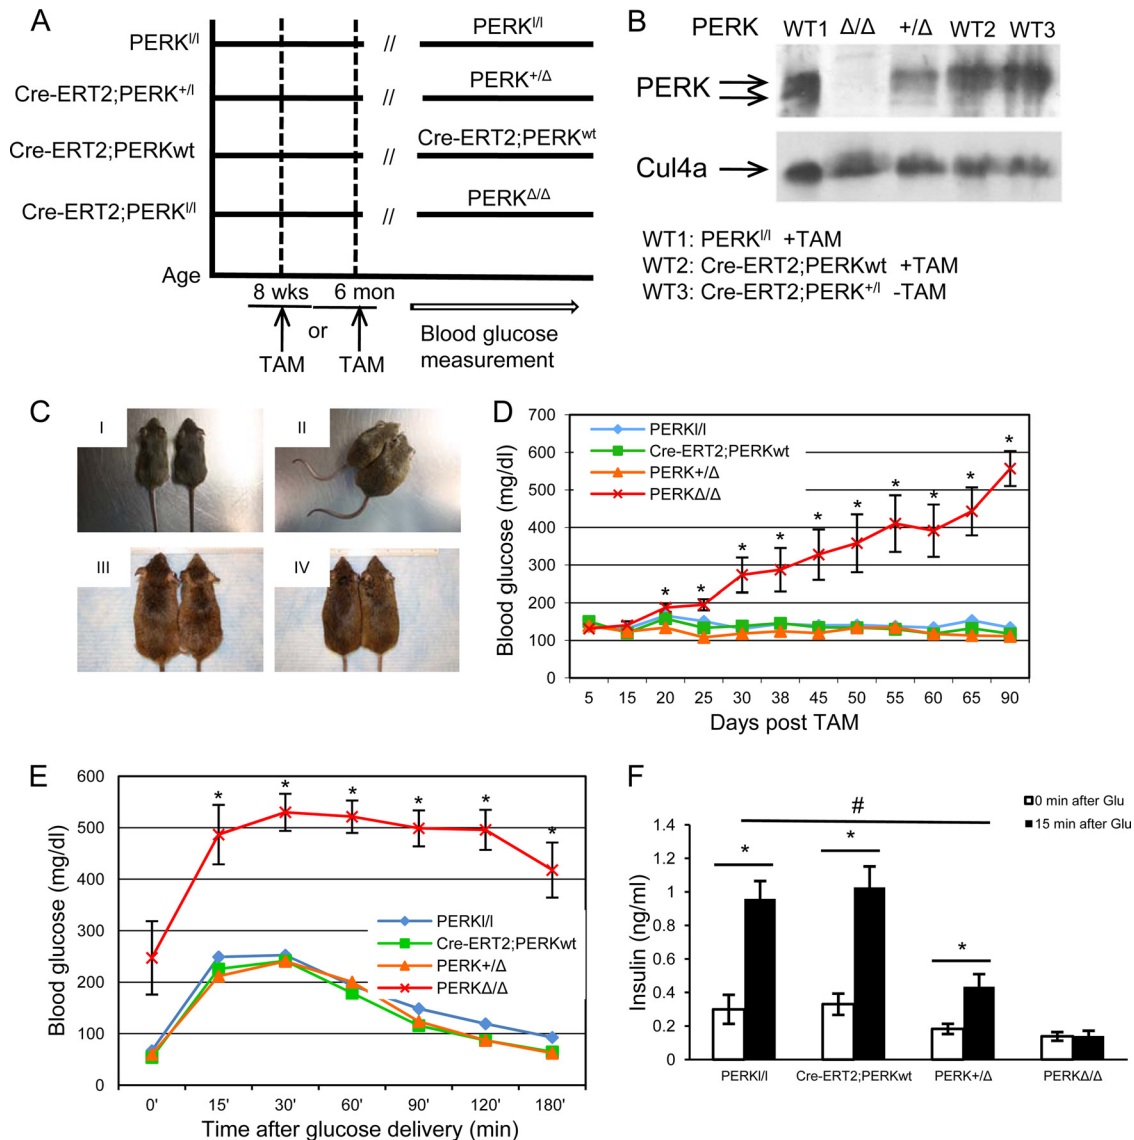 A
PERK^l/l
PERK^l/l
//
Cre-ERT2;PERK^+/l
PERK^+/Δ
//
Cre-ERT2;PERKwt
Cre-ERT2;PERK^wt
//
Cre-ERT2;PERK^l/l
PERK^Δ/Δ
//
Age
8 wks
6 mon
or
TAM
TAM
Blood glucose
measurement
B
PERK WT1 Δ/Δ +/Δ WT2 WT3
PERK
Cul4a
WT1: PERK^l/l +TAM
WT2: Cre-ERT2;PERKwt +TAM
WT3: Cre-ERT2;PERK^+/l -TAM
C
I
II
III
IV
D
Blood glucose (mg/dl)
700
600
500
400
300
200
100
0
PERKl/l
Cre-ERT2;PERKwt
PERK+/Δ
PERKΔ/Δ
* * * * * * * * * *
5 15 20 25 30 38 45 50 55 60 65 90
Days post TAM
E
Blood glucose (mg/dl)
600
500
400
300
200
100
0
* * * * * *
PERKl/l
Cre-ERT2;PERKwt
PERK+/Δ
PERKΔ/Δ
0' 15' 30' 60' 90' 120' 180'
Time after glucose delivery (min)
F
0 min after Glu
15 min after Glu
Insulin (ng/ml)
1.4
1.2
1
0.8
0.6
0.4
0.2
0
#
* * *
PERKl/l Cre-ERT2;PERKwt PERK+/Δ PERKΔ/Δ